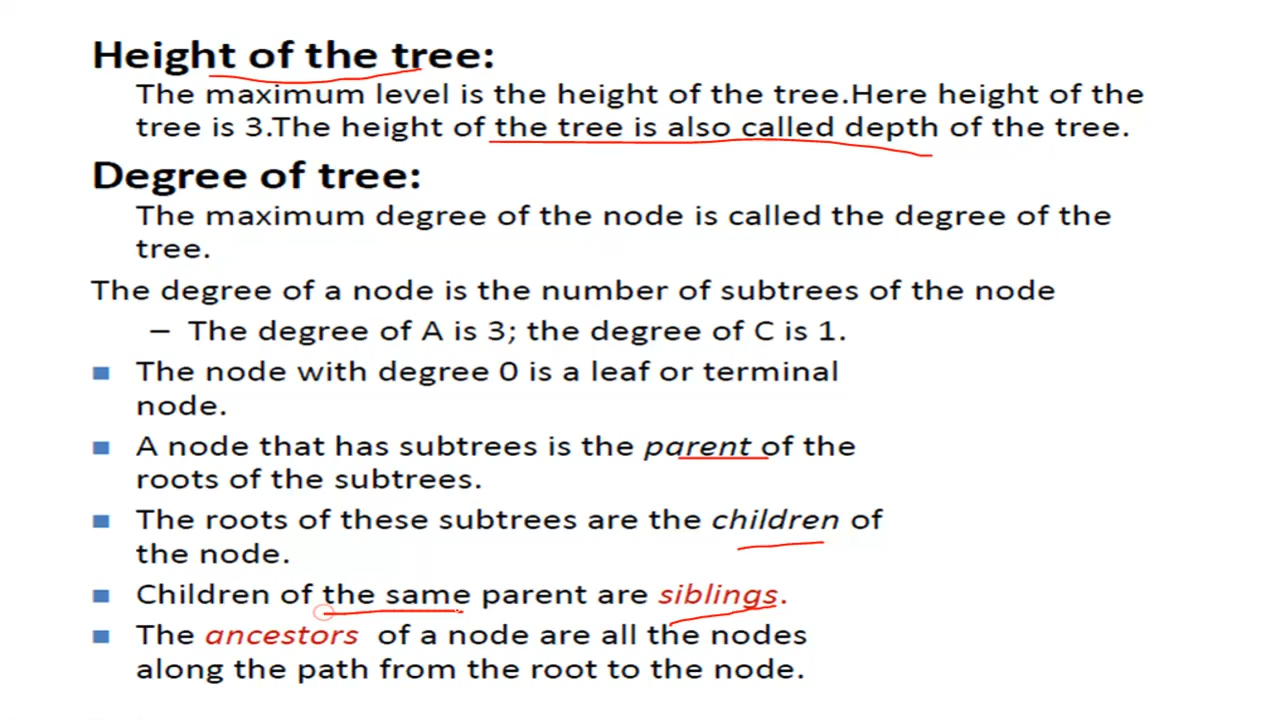 Height of the tree:
The maximum level is the height of the tree.Here height of the
tree is 3.The height of the tree is also called depth of the tree.
Degree of tree:
The maximum degree of the node is called the degree of the
tree.
The degree of a node is the number of subtrees of the node
– The degree of A is 3; the degree of C is 1.
■ The node with degree 0 is a leaf or terminal
node.
■ A node that has subtrees is the parent of the
roots of the subtrees.
■ The roots of these subtrees are the children of
the node.
■ Children of the same parent are siblings.
■ The ancestors of a node are all the nodes
along the path from the root to the node.